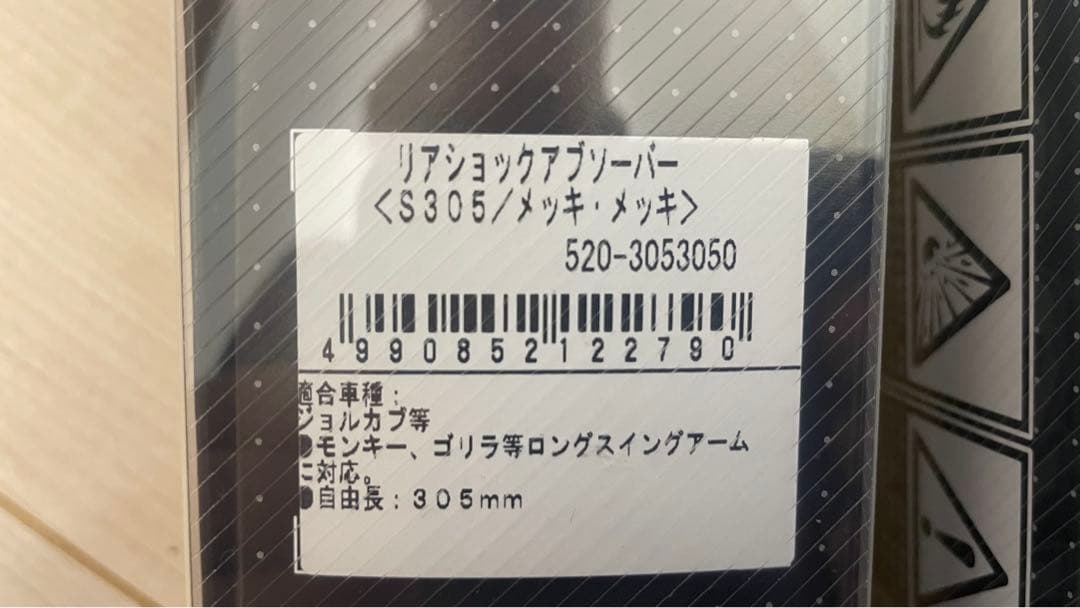 リアショックアブソーバー
<S305/メッキ・メッキ>
520-3053050
4990852122790
適合車種：
ジョルカブ等
●モンキー、ゴリラ等ロングスイングアーム
に対応。
●自由長：305mm